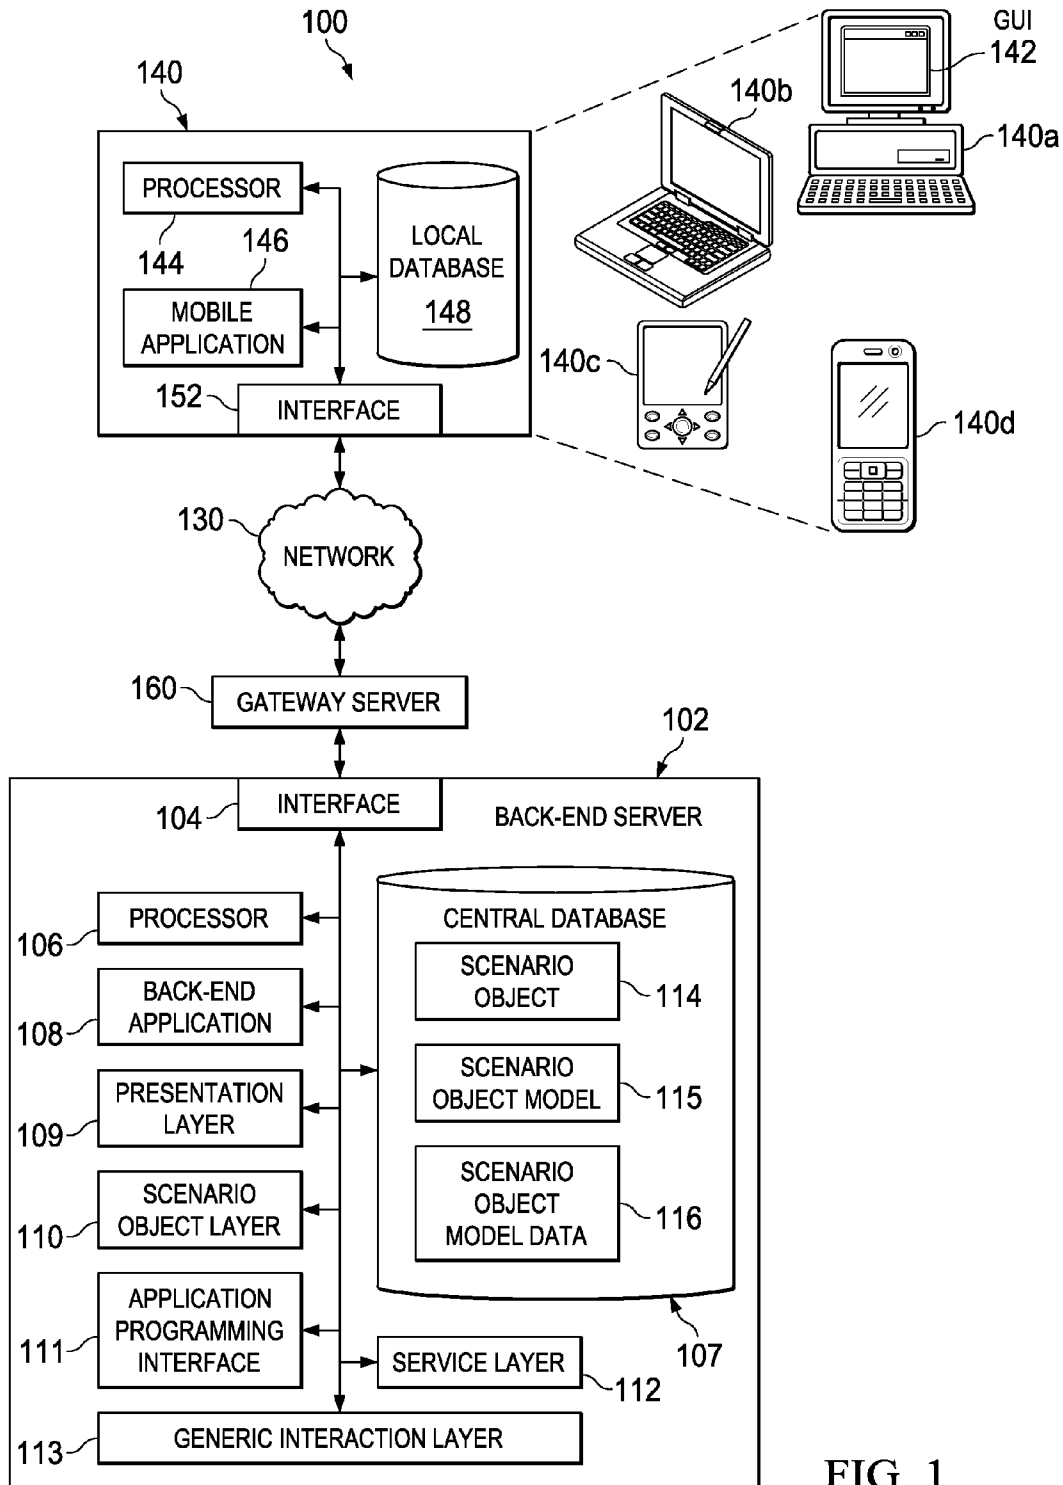 100
GUI
142
140
140b
140a
PROCESSOR
144
146
MOBILE
APPLICATION
LOCAL
DATABASE
148
152
INTERFACE
140c
140d
130
NETWORK
160
GATEWAY SERVER
102
104
INTERFACE
BACK-END SERVER
106
PROCESSOR
CENTRAL DATABASE
108
BACK-END
APPLICATION
SCENARIO
OBJECT
114
109
PRESENTATION
LAYER
SCENARIO
OBJECT MODEL
115
110
SCENARIO
OBJECT LAYER
SCENARIO
OBJECT
MODEL DATA
116
111
APPLICATION
PROGRAMMING
INTERFACE
107
SERVICE LAYER
112
113
GENERIC INTERACTION LAYER
FIG. 1